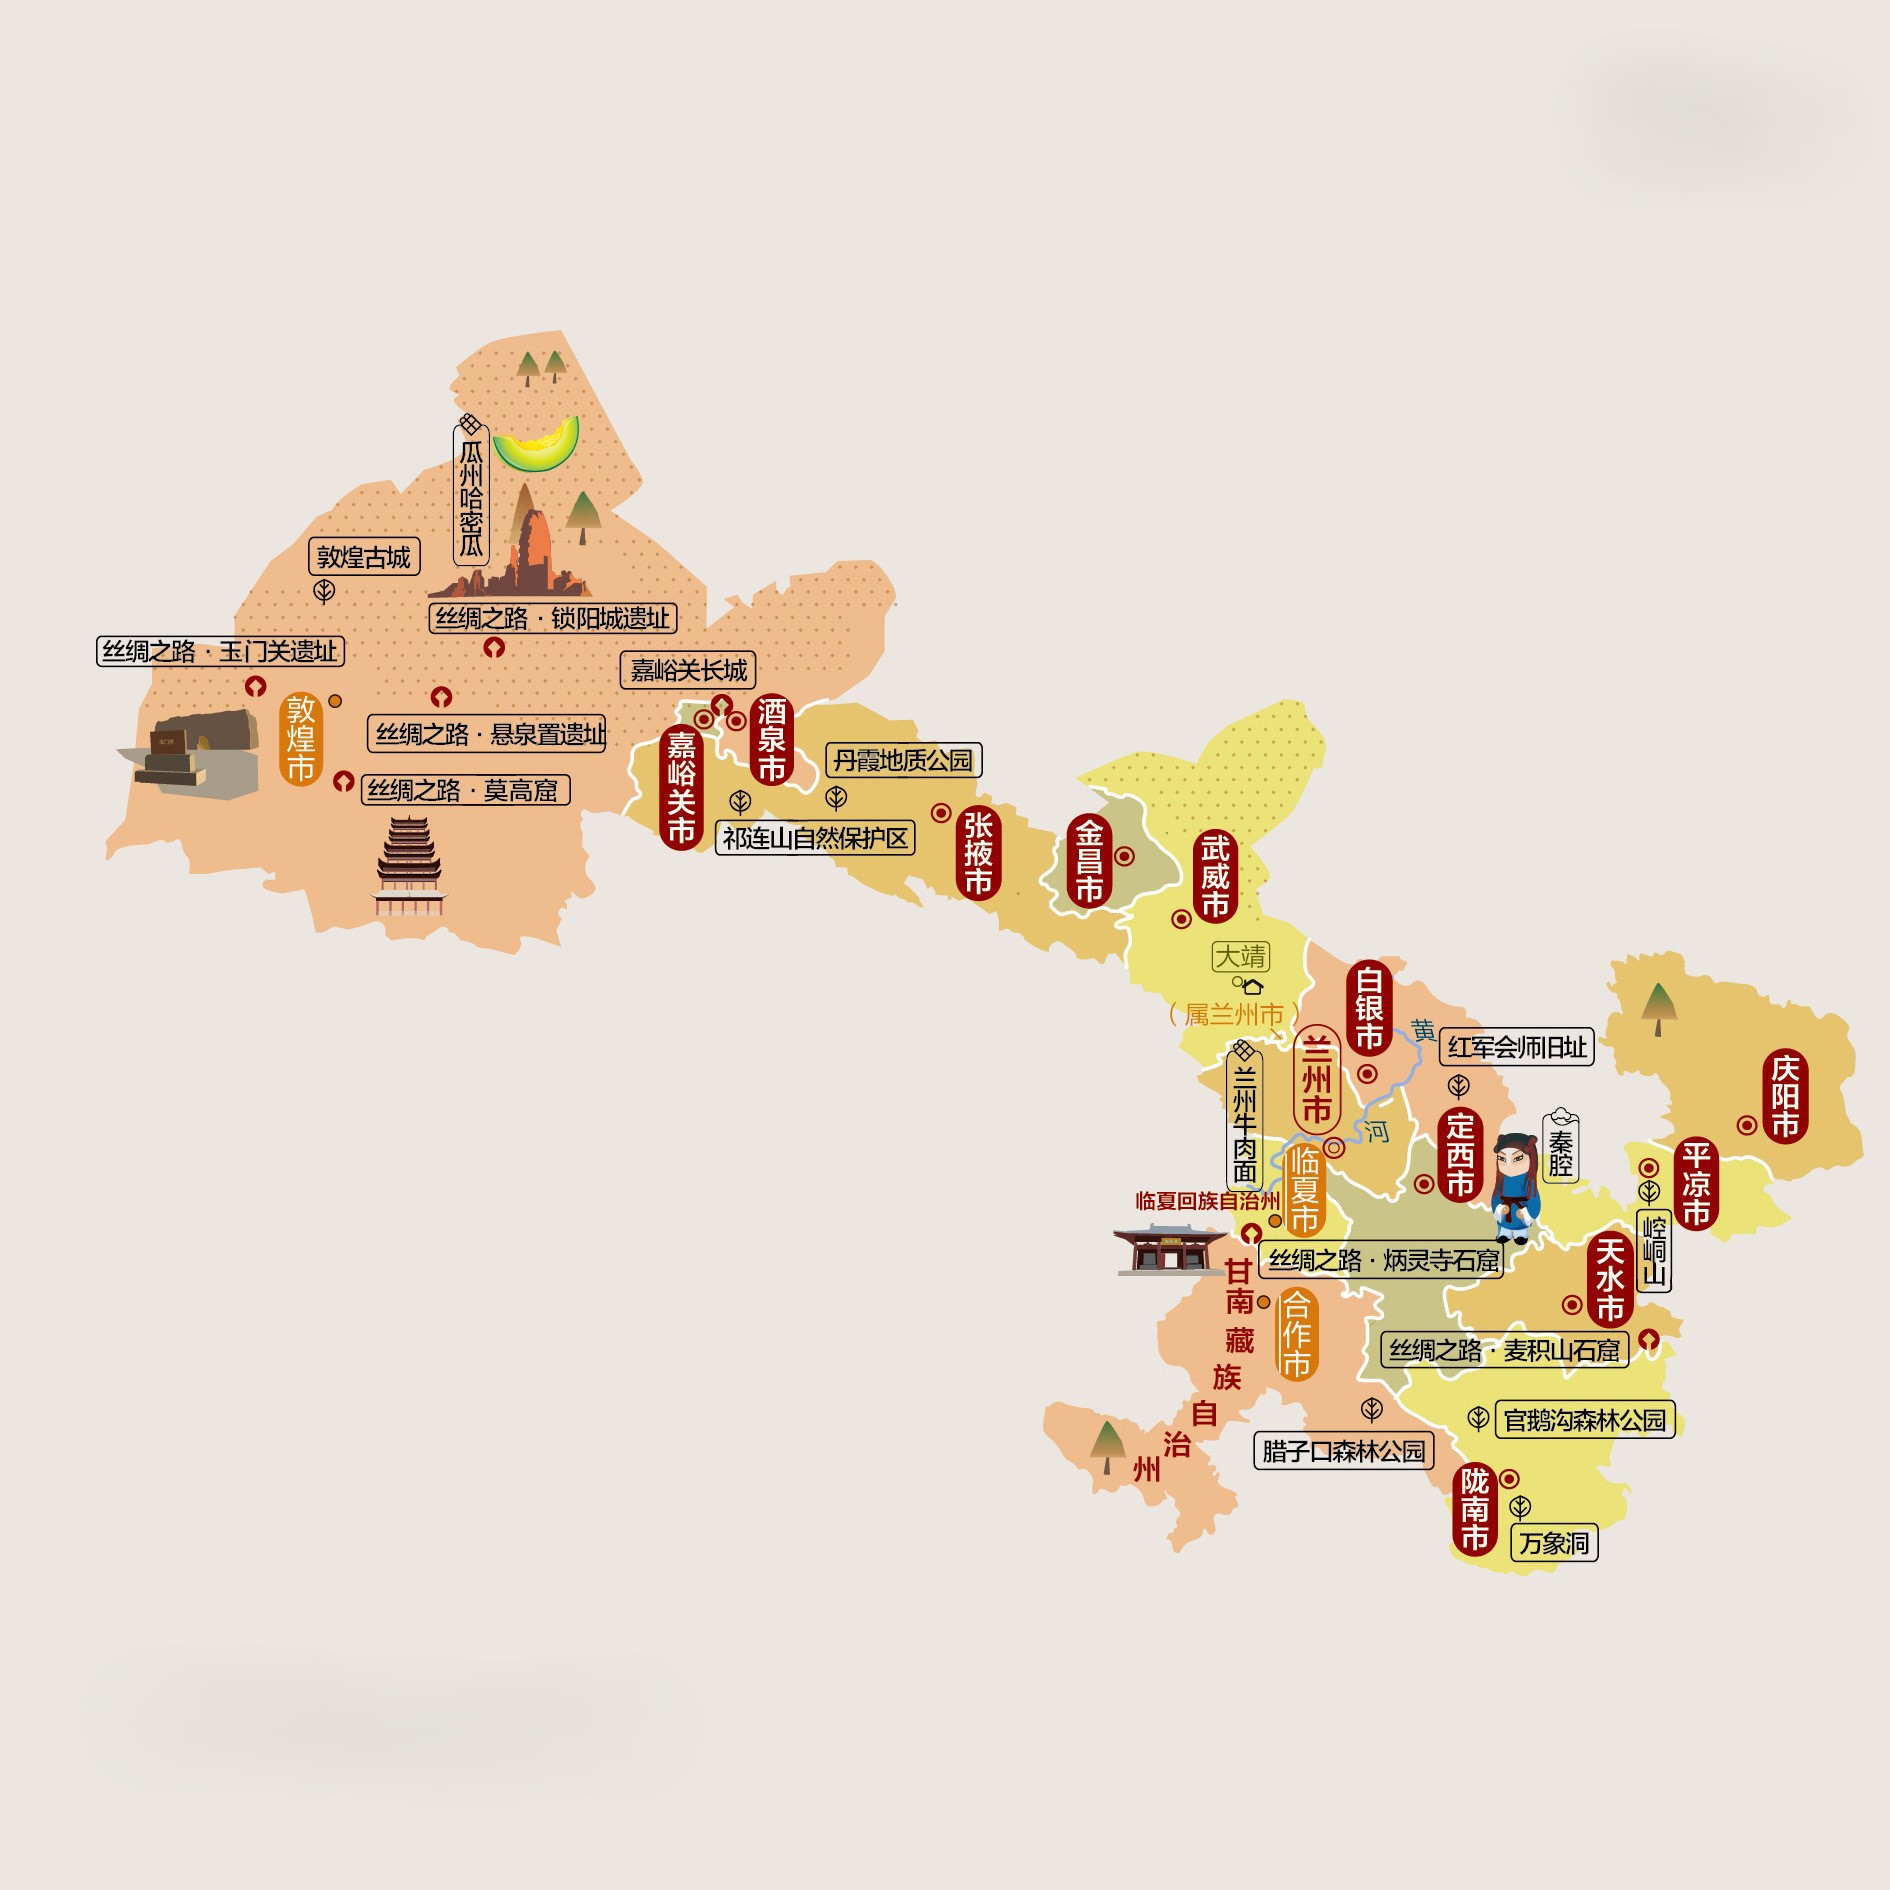 瓜州哈密瓜
敦煌古城
丝绸之路·锁阳城遗址
丝绸之路·玉门关遗址
嘉峪关长城
敦煌市
丝绸之路·悬泉置遗址
酒泉市
嘉峪关市
丹霞地质公园
丝绸之路·莫高窟
祁连山自然保护区
张掖市
金昌市
武威市
大靖
（属兰州市）
白银市
兰州市
黄
河
红军会师旧址
兰州牛肉面
定西市
秦腔
庆阳市
平凉市
崆峒山
临夏市
临夏回族自治州
丝绸之路·炳灵寺石窟
天水市
甘南藏族自治州
合作市
丝绸之路·麦积山石窟
官鹅沟森林公园
腊子口森林公园
陇南市
万象洞